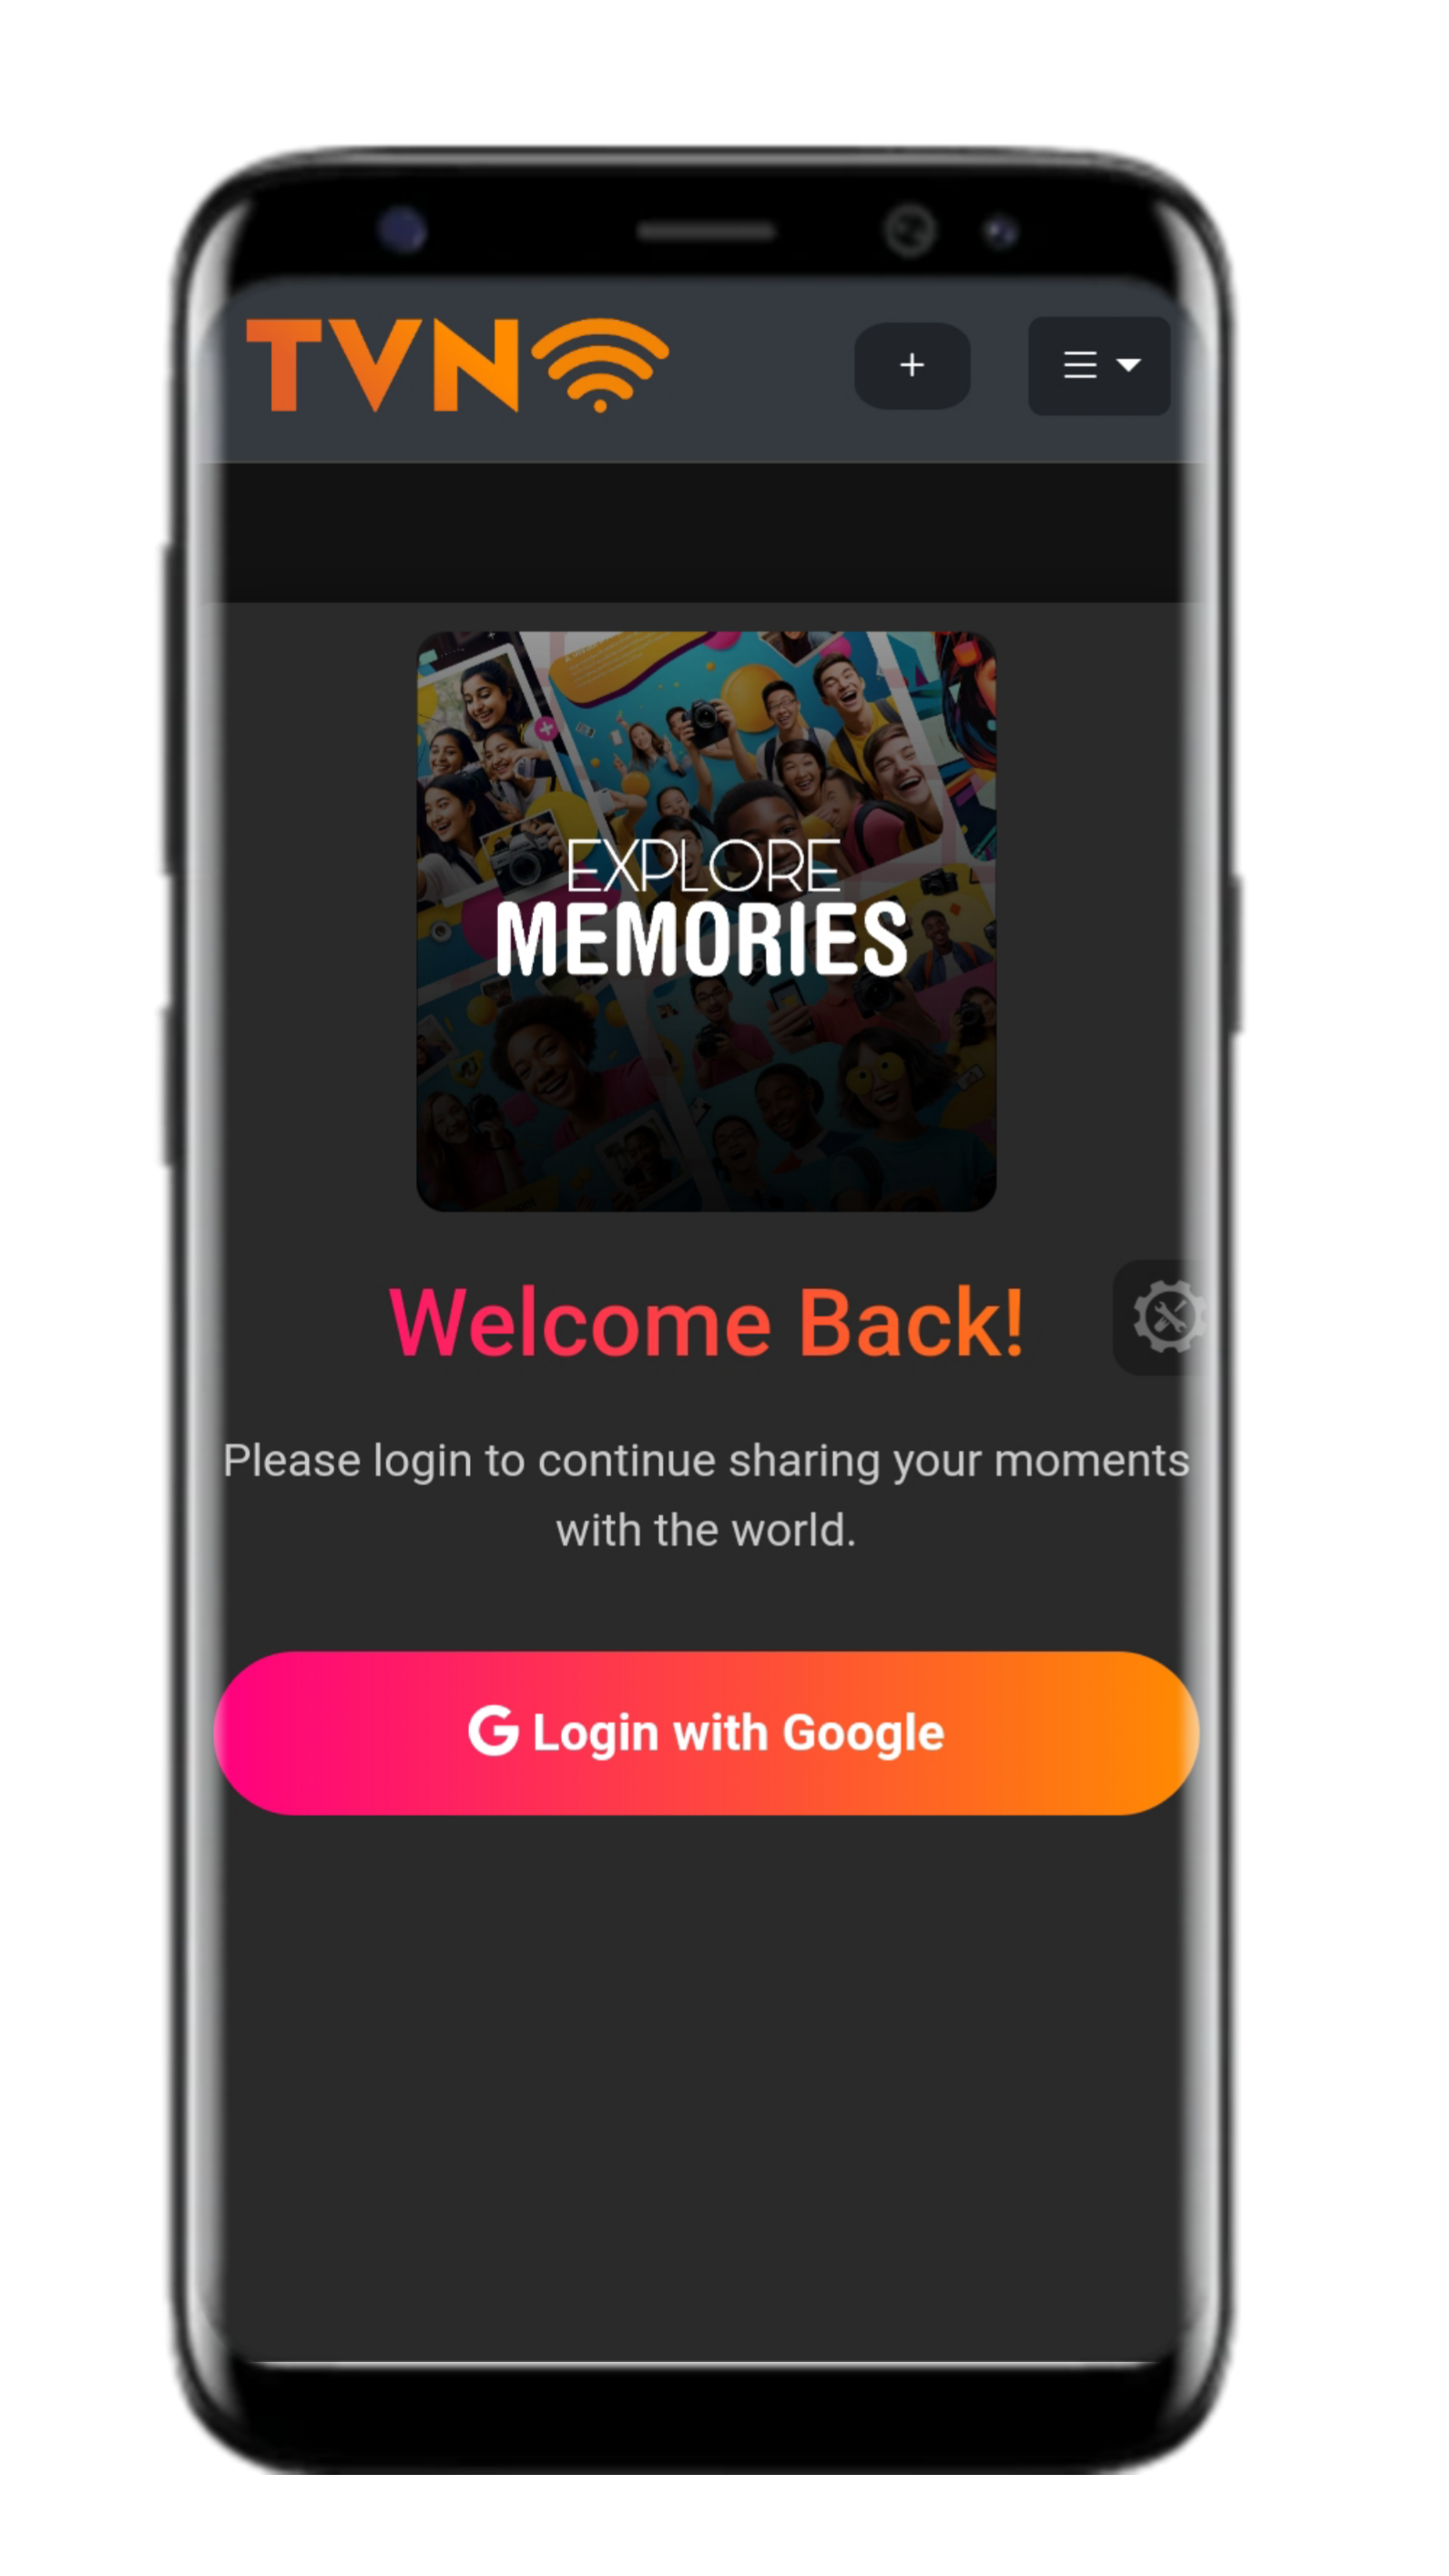 TVN
+
EXPLORE
MEMORIES
Welcome Back!
Please login to continue sharing your moments
with the world.
G Login with Google